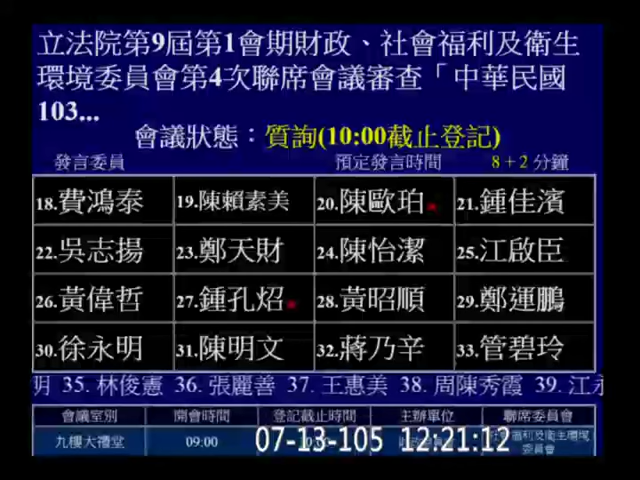 立法院第9屆第1會期財政、社會福利及衛生
環境委員會第4次聯席會議審查「中華民國
103...
會議狀態：質詢(10:00截止登記)
發言委員 預定發言時間 8+2 分鐘
18.費鴻泰 19.陳賴素美 20.陳歐珀 21.鍾佳濱
22.吳志揚 23.鄭天財 24.陳怡潔 25.江啟臣
26.黃偉哲 27.鍾孔炤 28.黃昭順 29.鄭運鵬
30.徐永明 31.陳明文 32.蔣乃辛 33.管碧玲
明 35. 林俊憲 36. 張麗善 37. 王惠美 38. 周陳秀霞 39. 江永
會議室別 開會時間 登記截止時間 主辦單位 聯席委員會
九樓大禮堂 09:00 社會福利及衛生環境
委員會
07-13-105 12:21:12